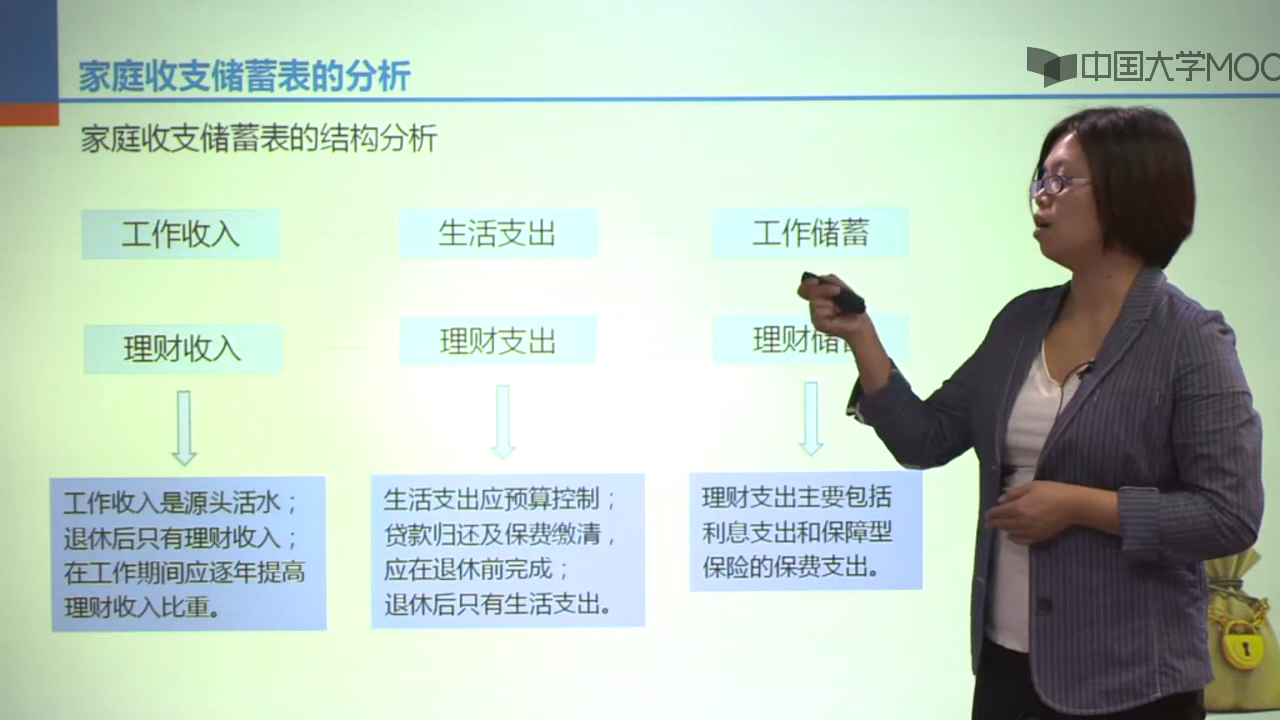 家庭收支储蓄表的分析
中国大学MOO
家庭收支储蓄表的结构分析
工作收入
生活支出
工作储蓄
理财收入
理财支出
理财储
工作收入是源头活水；
退休后只有理财收入；
在工作期间应逐年提高
理财收入比重。
生活支出应预算控制；
贷款归还及保费缴清，
应在退休前完成；
退休后只有生活支出。
理财支出主要包括
利息支出和保障型
保险的保费支出。